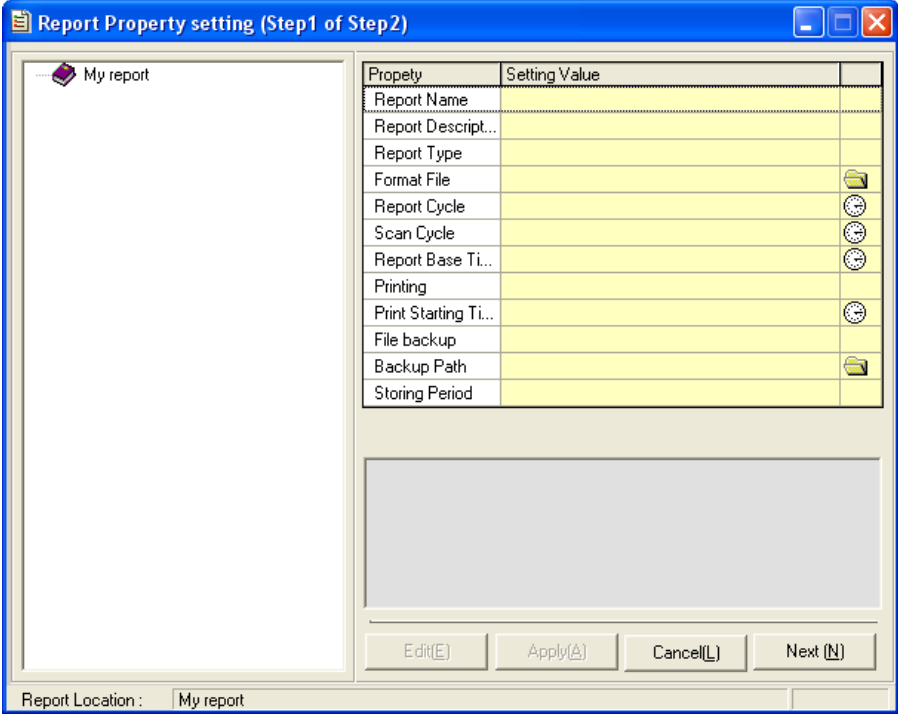 Report Property setting (Step1 of Step2)
My report
Propety Setting Value
Report Name
Report Descript...
Report Type
Format File
Report Cycle
Scan Cycle
Report Base Ti...
Printing
Print Starting Ti...
File backup
Backup Path
Storing Period
Edit(E) Apply(A) Cancel(L) Next (N)
Report Location : My report